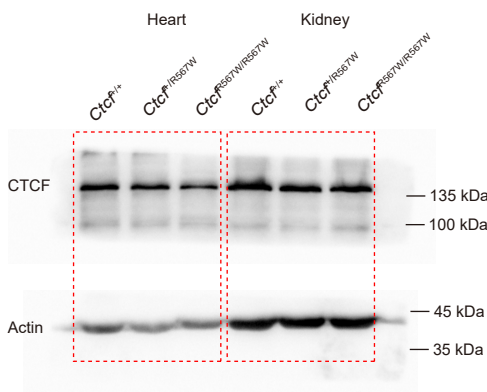 Heart Kidney
Ctcf+/+ Ctcf+/R567W CtcfR567W/R567W Ctcf+/+ Ctcf+/R567W CtcfR567W/R567W
CTCF
135 kDa
100 kDa
45 kDa
Actin
35 kDa